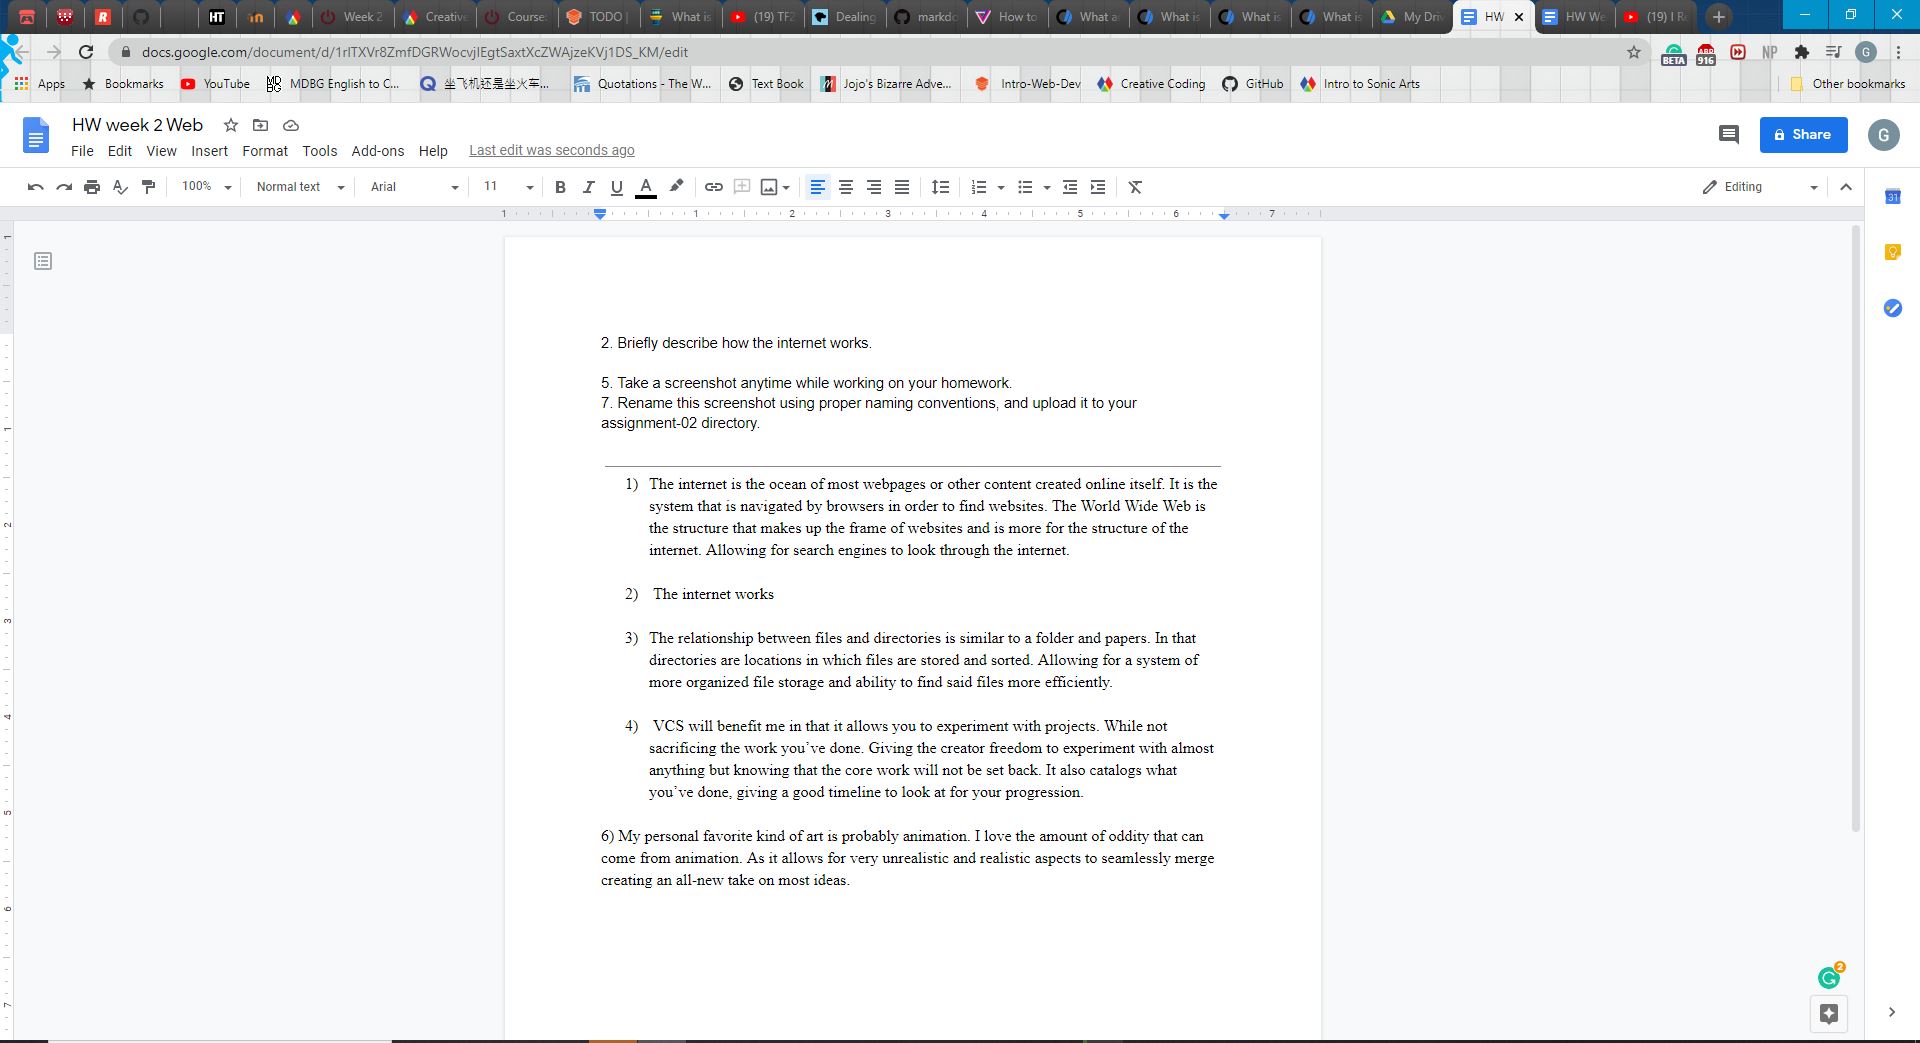 HT
Week 2
Creative
Course:
TODO |
What is
(19) TF2
Dealing
markdo
How to
What a
What is
What is
What is
My Driv
HW
HW We
(19) I Re
docs.google.com/document/d/1rITXVr8ZmfDGRWocvjIEgtSaxtXcZWAjzeKVj1DS_KM/edit
BETA
916
NP
G
Apps
Bookmarks
YouTube
MDBG English to C...
坐飞机还是坐火车...
Quotations - The W...
Text Book
Jojo's Bizarre Adve...
Intro-Web-Dev
Creative Coding
GitHub
Intro to Sonic Arts
Other bookmarks
HW week 2 Web
File Edit View Insert Format Tools Add-ons Help Last edit was seconds ago
Share
G
100% Normal text Arial 11 B I U A Editing
1 1 2 3 4 5 6 7
31
2. Briefly describe how the internet works.
5. Take a screenshot anytime while working on your homework.
7. Rename this screenshot using proper naming conventions, and upload it to your
assignment-02 directory.
1) The internet is the ocean of most webpages or other content created online itself. It is the
system that is navigated by browsers in order to find websites. The World Wide Web is
the structure that makes up the frame of websites and is more for the structure of the
internet. Allowing for search engines to look through the internet.
2) The internet works
3) The relationship between files and directories is similar to a folder and papers. In that
directories are locations in which files are stored and sorted. Allowing for a system of
more organized file storage and ability to find said files more efficiently.
4) VCS will benefit me in that it allows you to experiment with projects. While not
sacrificing the work you've done. Giving the creator freedom to experiment with almost
anything but knowing that the core work will not be set back. It also catalogs what
you've done, giving a good timeline to look at for your progression.
6) My personal favorite kind of art is probably animation. I love the amount of oddity that can
come from animation. As it allows for very unrealistic and realistic aspects to seamlessly merge
creating an all-new take on most ideas.
2